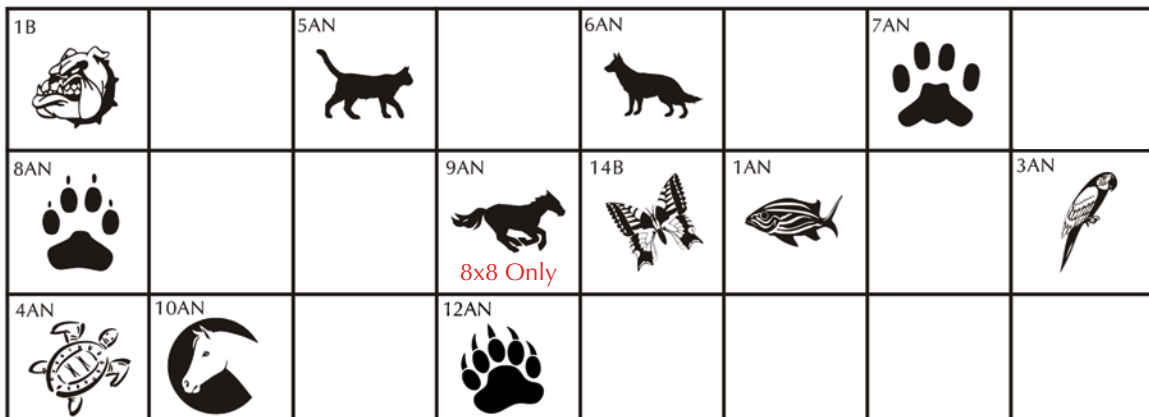 1B
5AN
6AN
7AN
8AN
9AN
8x8 Only
14B
1AN
3AN
4AN
10AN
12AN